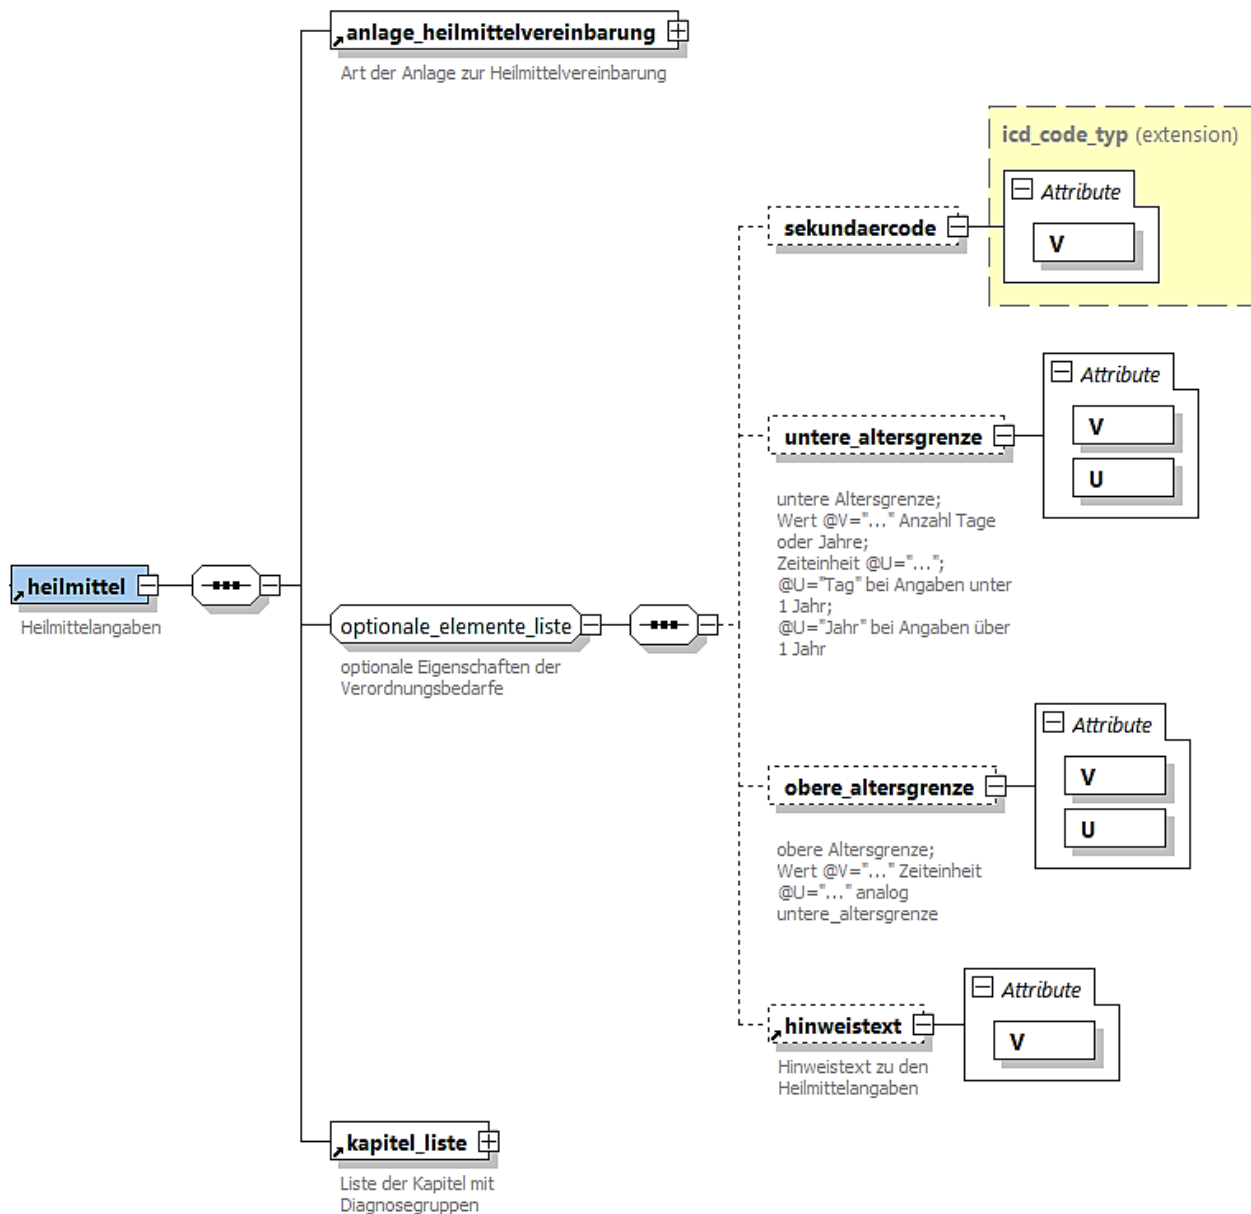 anlage_heilmittelvereinbarung
Art der Anlage zur Heilmittelvereinbarung
icd_code_typ (extension)
Attribute
sekundaercode
V
Attribute
untere_altersgrenze
V
U
untere Altersgrenze;
Wert @V="..." Anzahl Tage
oder Jahre;
Zeiteinheit @U="...";
@U="Tag" bei Angaben unter
1 Jahr;
@U="Jahr" bei Angaben über
1 Jahr
heilmittel
Heilmittelangaben
optionale_elemente_liste
optionale Eigenschaften der
Verordnungsbedarfe
Attribute
obere_altersgrenze
V
U
obere Altersgrenze;
Wert @V="..." Zeiteinheit
@U="..." analog
untere_altersgrenze
Attribute
hinweistext
V
Hinweistext zu den
Heilmittelangaben
kapitel_liste
Liste der Kapitel mit
Diagnosegruppen